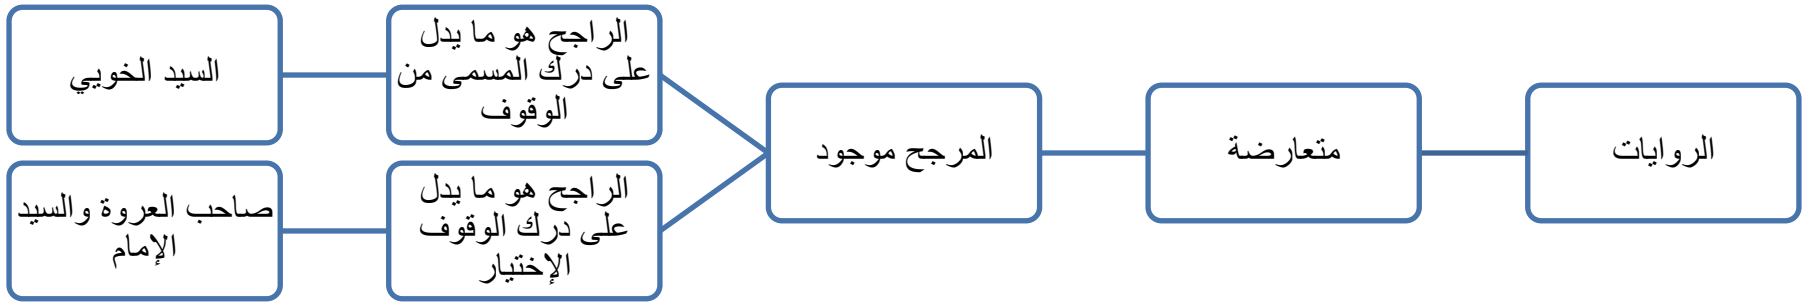 الروايات
متعارضة
المرجح موجود
الراجح هو ما يدل
على درك المسمى من
الوقوف
السيد الخويي
الراجح هو ما يدل
على درك الوقوف
الإختيار
صاحب العروة والسيد
الإمام